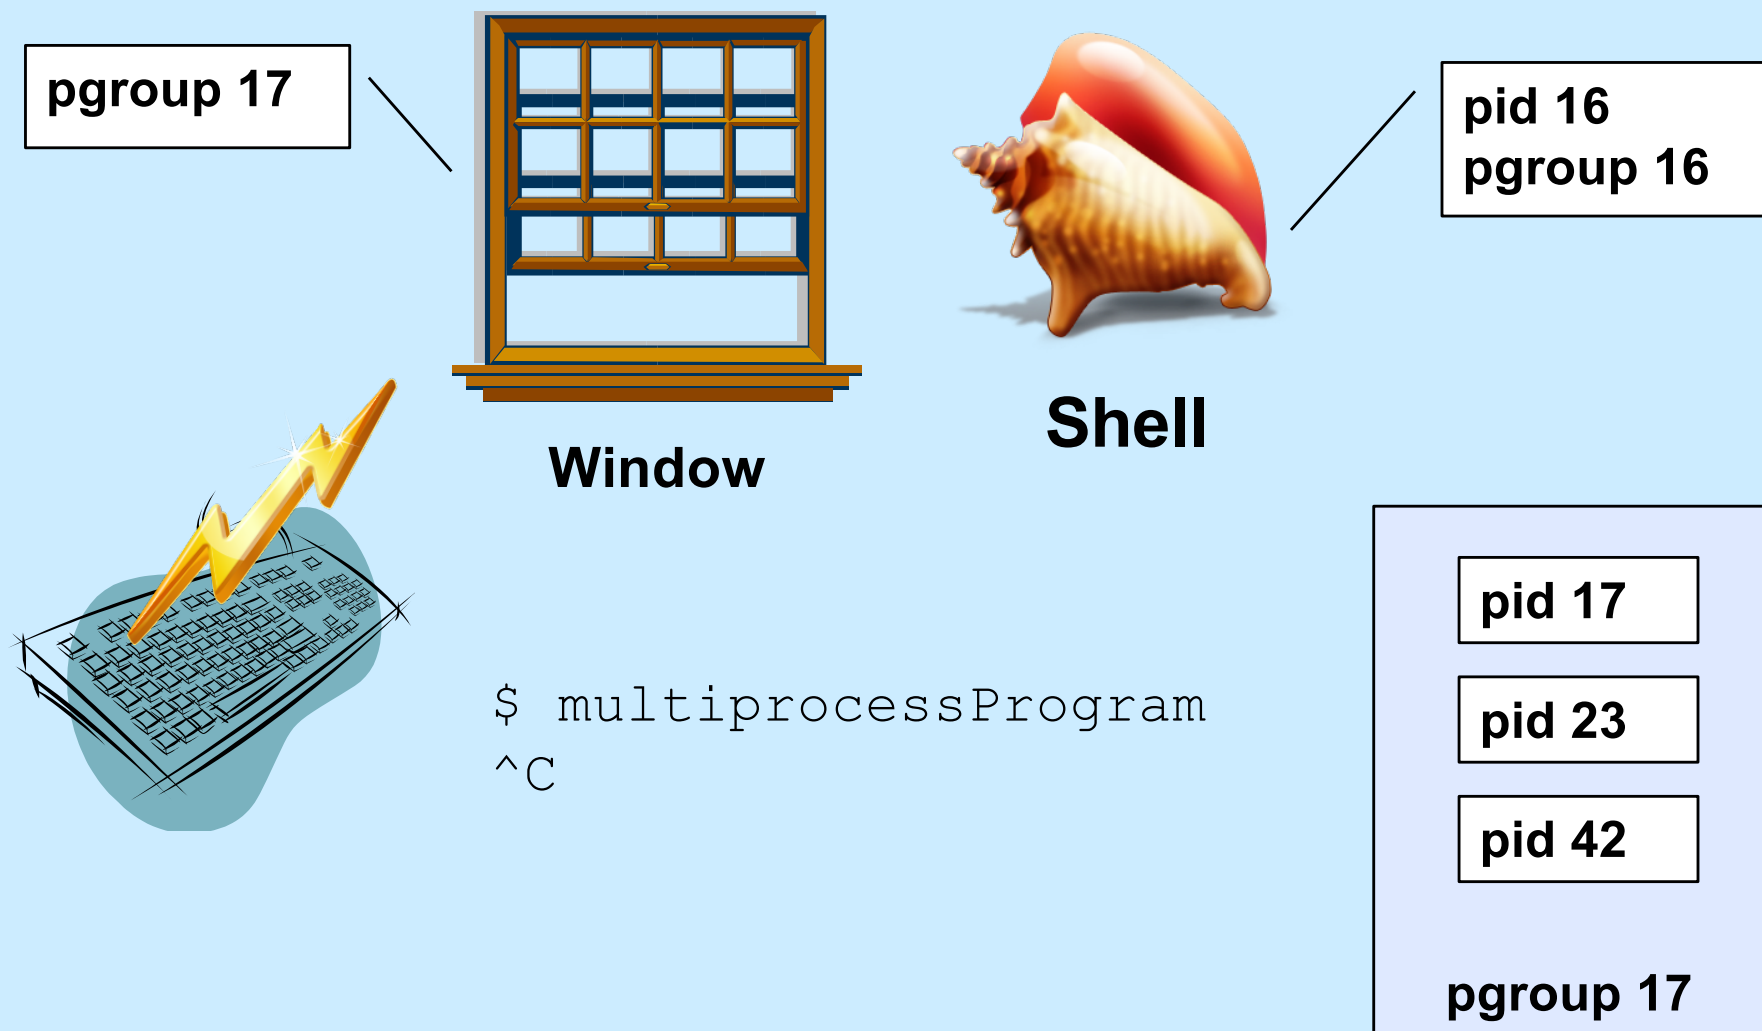 pgroup 17
pid 16
pgroup 16
Window
Shell
$ multiprocessProgram
^C
pid 17
pid 23
pid 42
pgroup 17